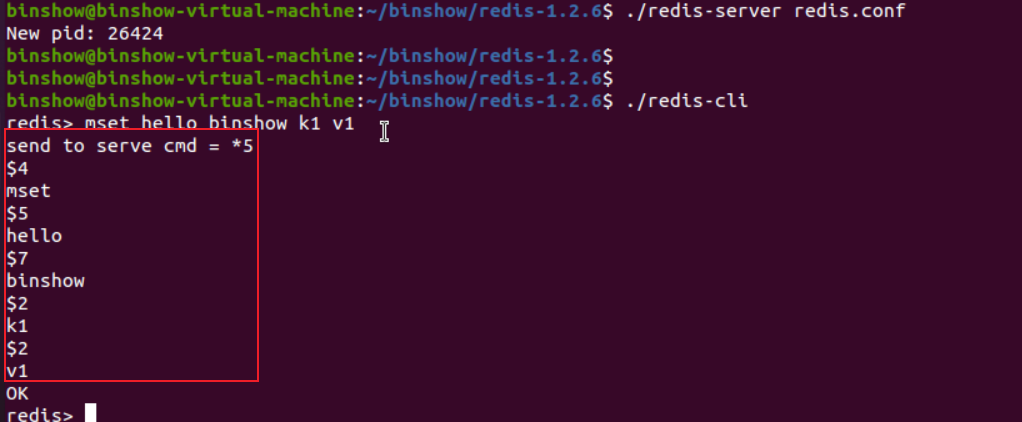 binshow@binshow-virtual-machine:~/binshow/redis-1.2.6$ ./redis-server redis.conf
New pid: 26424
binshow@binshow-virtual-machine:~/binshow/redis-1.2.6$
binshow@binshow-virtual-machine:~/binshow/redis-1.2.6$
binshow@binshow-virtual-machine:~/binshow/redis-1.2.6$ ./redis-cli
redis> mset hello binshow k1 v1
send to serve cmd = *5
$4
mset
$5
hello
$7
binshow
$2
k1
$2
v1
OK
redis>